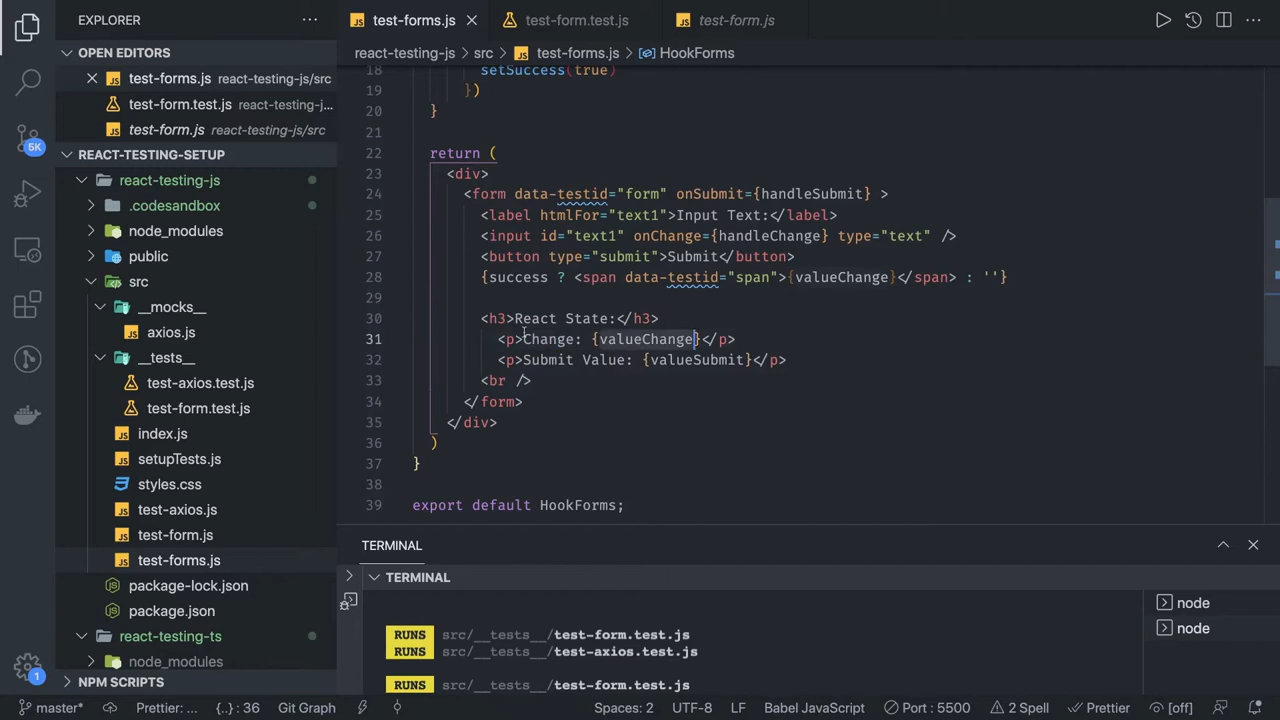 EXPLORER ···
OPEN EDITORS
test-forms.js react-testing-js/src
test-form.test.js react-testing-j...
test-form.js react-testing-js/src
REACT-TESTING-SETUP
react-testing-js
.codesandbox
node_modules
public
src
__mocks__
axios.js
__tests__
test-axios.test.js
test-form.test.js
index.js
setupTests.js
styles.css
test-axios.js
test-form.js
test-forms.js
package-lock.json
package.json
react-testing-ts
node_modules
NPM SCRIPTS
5K
1
test-forms.js test-form.test.js test-form.js
react-testing-js > src > test-forms.js > HookForms
18 setSuccess(true)
19 })
20 }
21
22 return (
23 <div>
24 <form data-testid="form" onSubmit={handleSubmit} >
25 <label htmlFor="text1">Input Text:</label>
26 <input id="text1" onChange={handleChange} type="text" />
27 <button type="submit">Submit</button>
28 {success ? <span data-testid="span">{valueChange}</span> : ''}
29
30 <h3>React State:</h3>
31 <p>Change: {valueChange}</p>
32 <p>Submit Value: {valueSubmit}</p>
33 <br />
34 </form>
35 </div>
36 )
37 }
38
39 export default HookForms;
TERMINAL
TERMINAL
RUNS src/__tests__/test-form.test.js
RUNS src/__tests__/test-axios.test.js
RUNS src/__tests__/test-form.test.js
node
node
master* Prettier: ... {..} : 36 Git Graph Spaces: 2 UTF-8 LF Babel JavaScript Port : 5500 2 Spell Prettier [off]